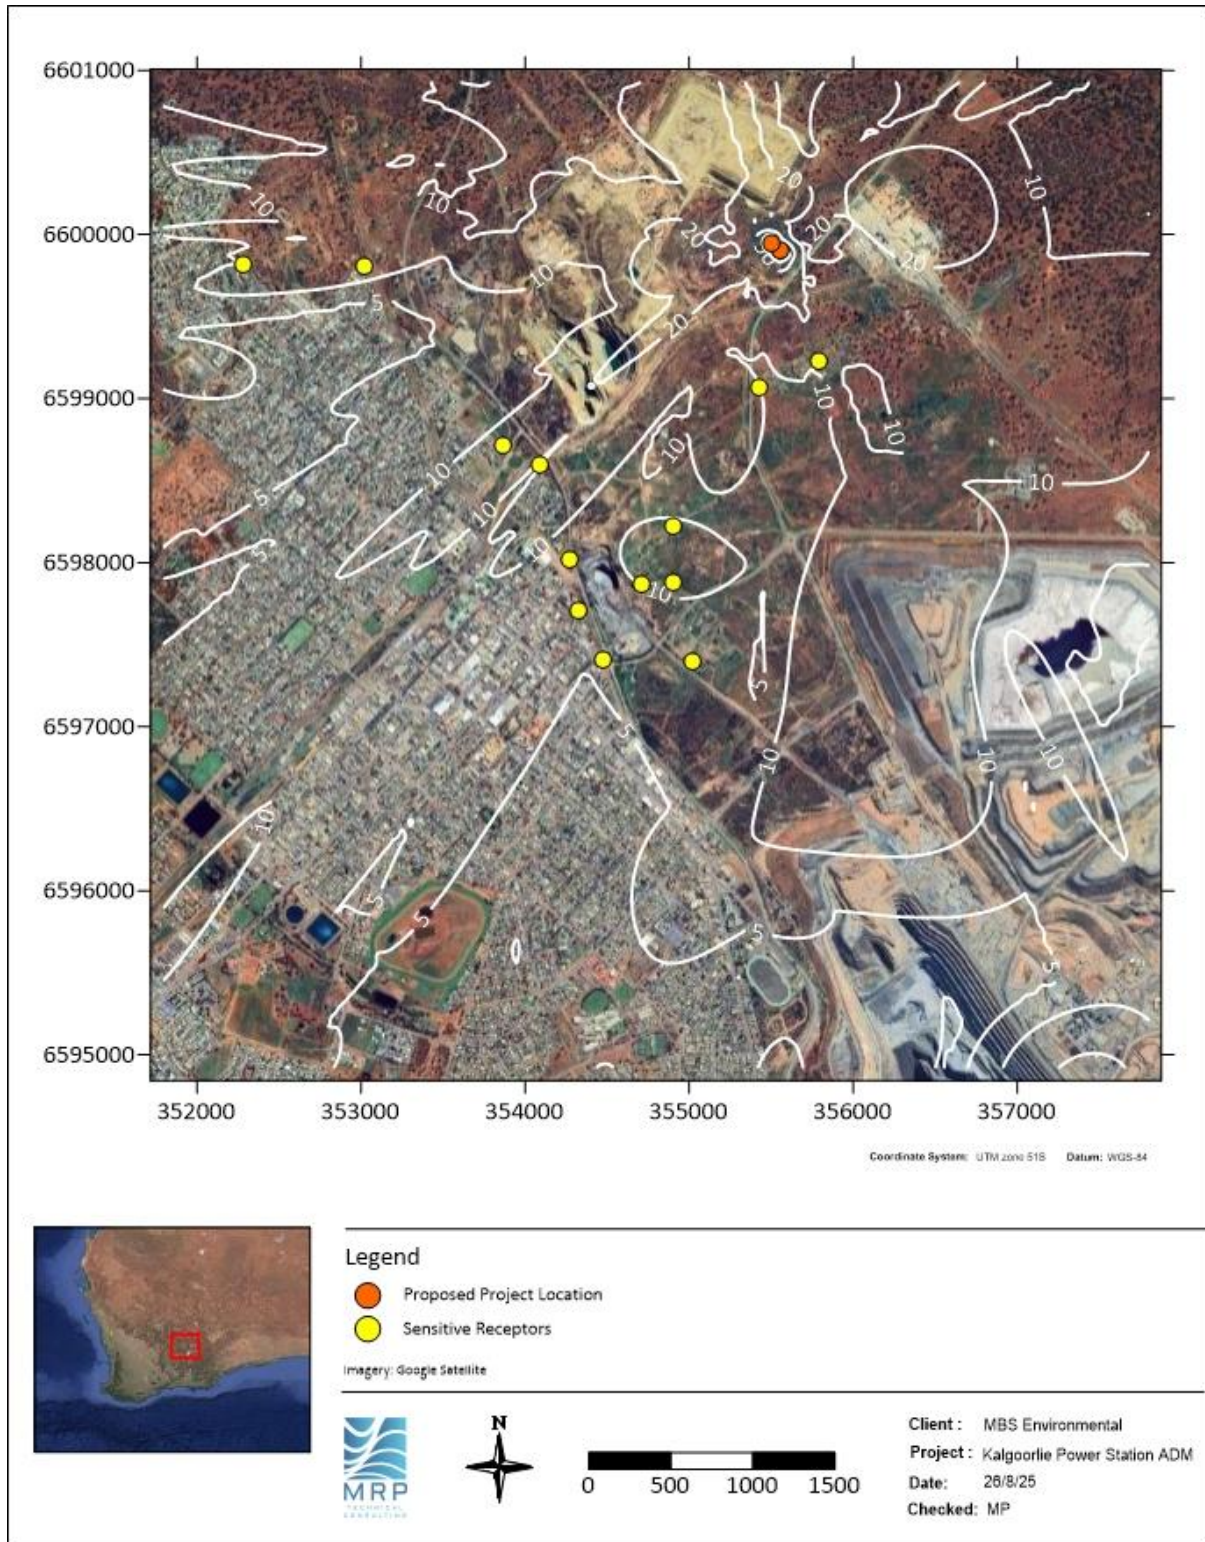 6601000
6600000
6599000
6598000
6597000
6596000
6595000
20
10
10
10
20
20
20
10
5
20
10
10
10
5
10
10
10
5
10
5
5
10
10
10
10
5
5
5
5
352000 353000 354000 355000 356000 357000
Coordinate System: UTM zone 51S Datum: WGS-84
Legend
Proposed Project Location
Sensitive Receptors
Imagery: Google Satellite
MRP
TECHNICAL
CONSULTING
N
0 500 1000 1500
Client : MBS Environmental
Project : Kalgoorlie Power Station ADM
Date: 26/8/25
Checked: MP